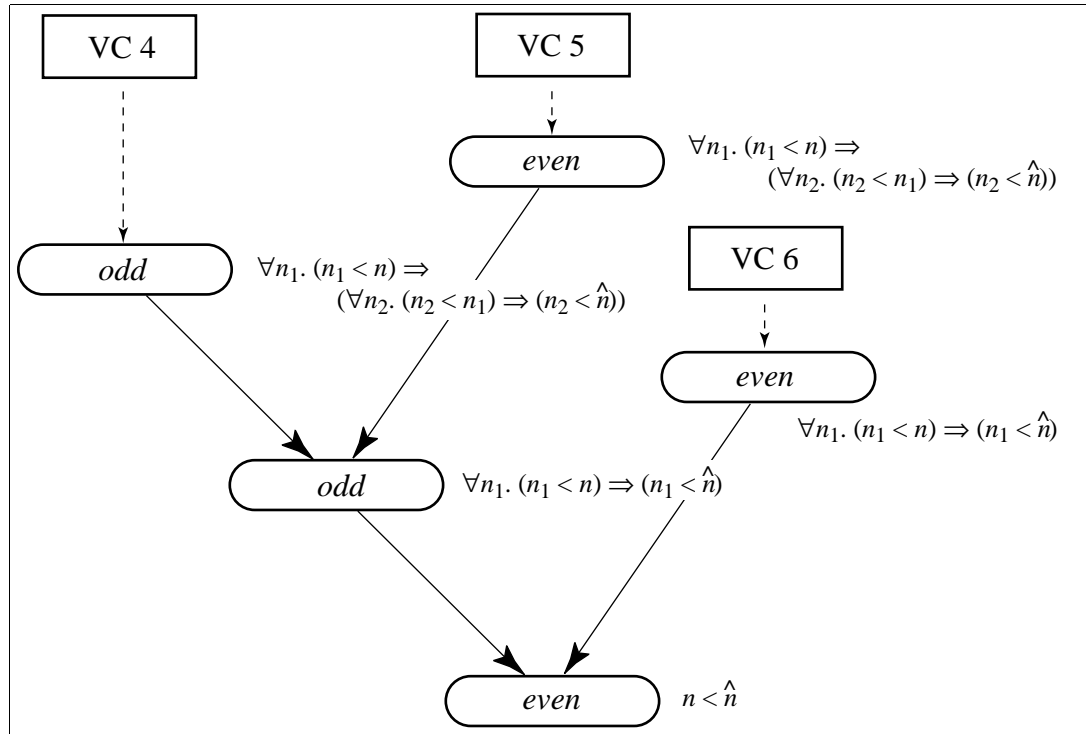 VC 4
VC 5
even
∀n₁. (n₁ < n) ⇒
(∀n₂. (n₂ < n₁) ⇒ (n₂ < n̂))
VC 6
odd
∀n₁. (n₁ < n) ⇒
(∀n₂. (n₂ < n₁) ⇒ (n₂ < n̂))
even
∀n₁. (n₁ < n) ⇒ (n₁ < n̂)
odd
∀n₁. (n₁ < n) ⇒ (n₁ < n̂)
even
n < n̂